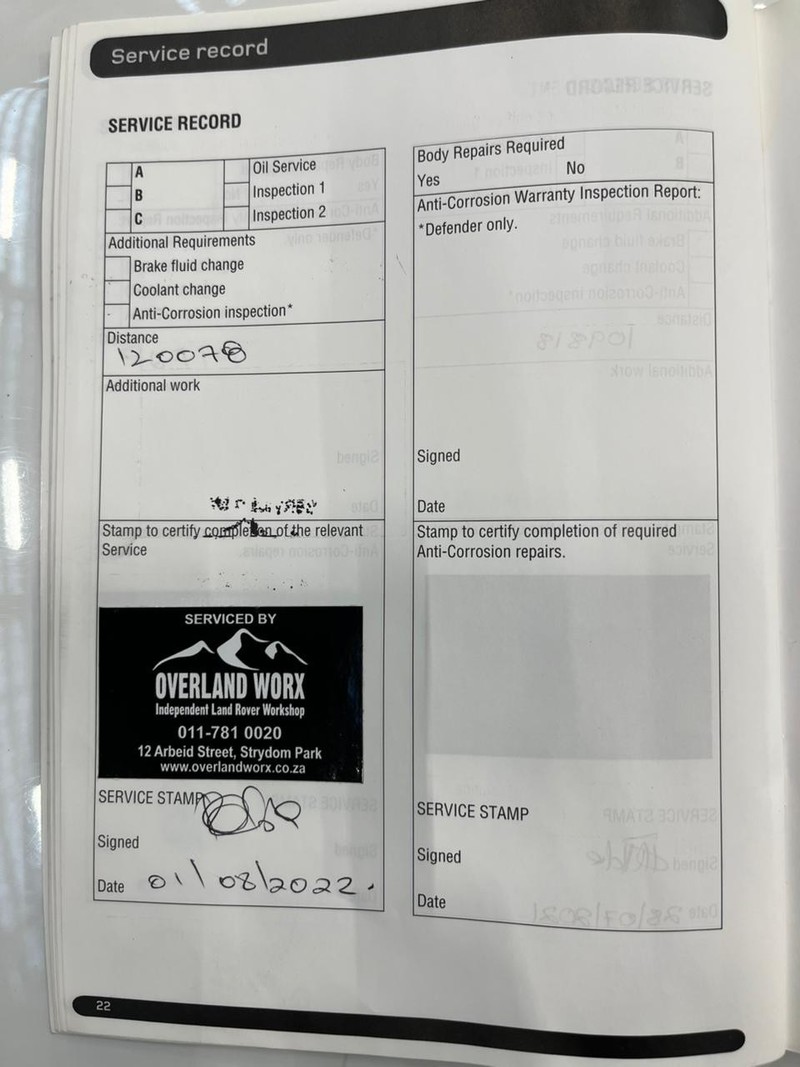 Service record
SERVICE RECORD
A
B
C
Oil Service
Inspection 1
Inspection 2
Additional Requirements
Brake fluid change
Coolant change
Anti-Corrosion inspection*
Distance
120078
Additional work
Stamp to certify completion of the relevant
Service
SERVICED BY
OVERLAND WORX
Independent Land Rover Workshop
011-781 0020
12 Arbeid Street, Strydom Park
www.overlandworx.co.za
SERVICE STAMP
Signed
Date 01/08/2022.
Body Repairs Required
Yes No
Anti-Corrosion Warranty Inspection Report:
*Defender only.
Signed
Date
Stamp to certify completion of required
Anti-Corrosion repairs.
SERVICE STAMP
Signed
Date
22